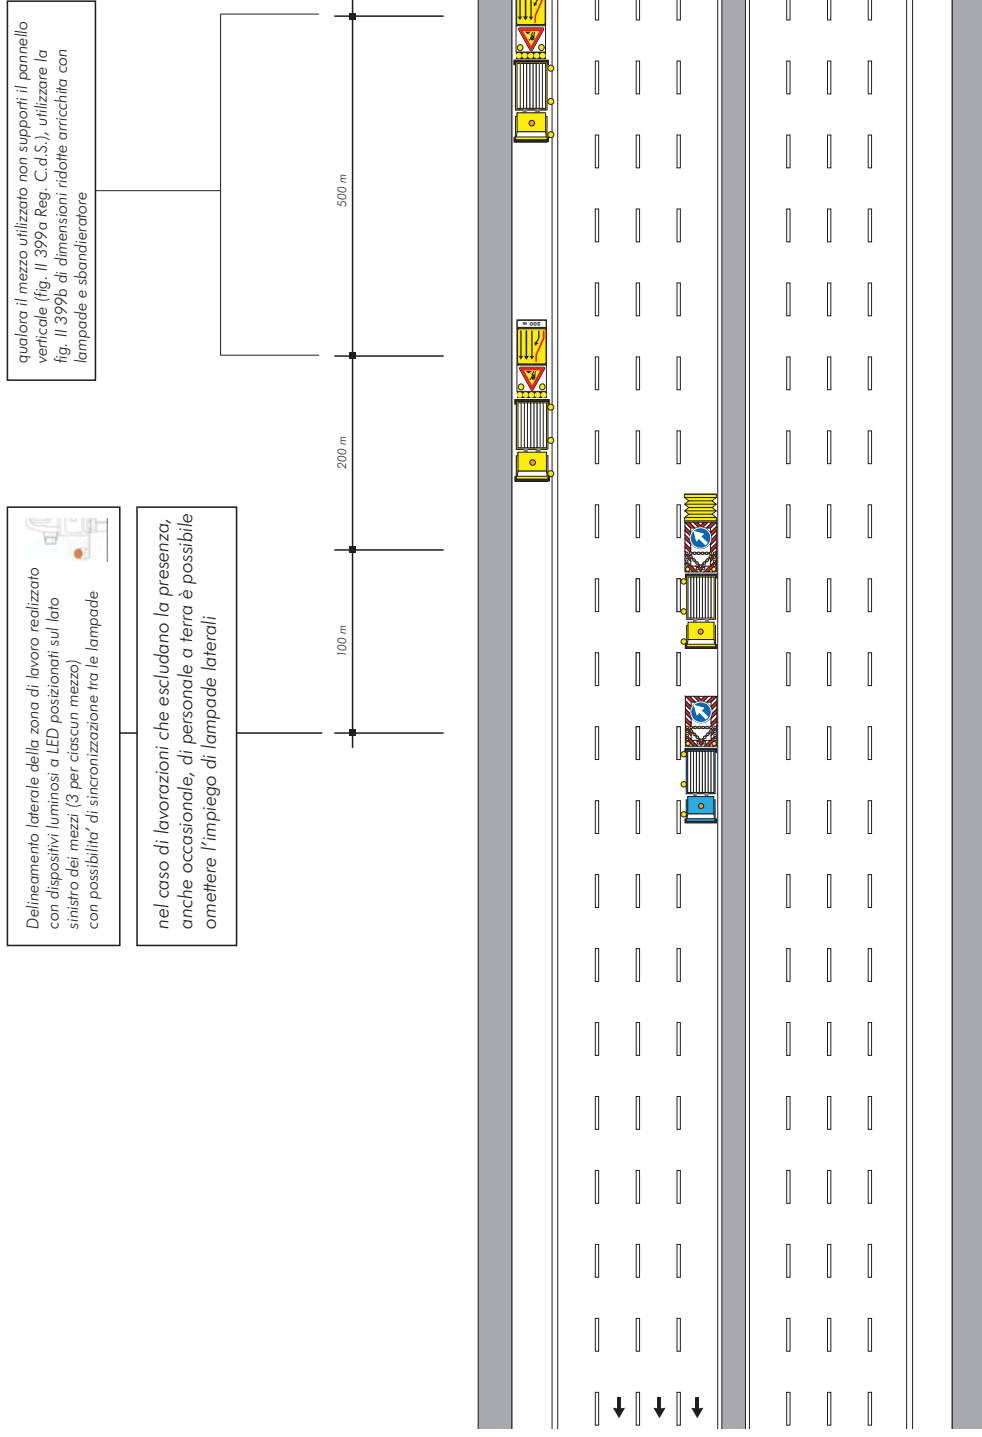 qualora il mezzo utilizzato non supporti il pannello
verticale (fig. II 399a Reg. C.d.S.), utilizzare la
fig. II 399b di dimensioni ridotte arricchita con
lampade e sbandieratore
500 m
200 m
100 m
Delineamento laterale della zona di lavoro realizzato
con dispositivi luminosi a LED posizionati sul lato
sinistro dei mezzi (3 per ciascun mezzo)
con possibilita' di sincronizzazione tra le lampade
nel caso di lavorazioni che escludano la presenza,
anche occasionale, di personale a terra è possibile
omettere l'impiego di lampade laterali
200 m